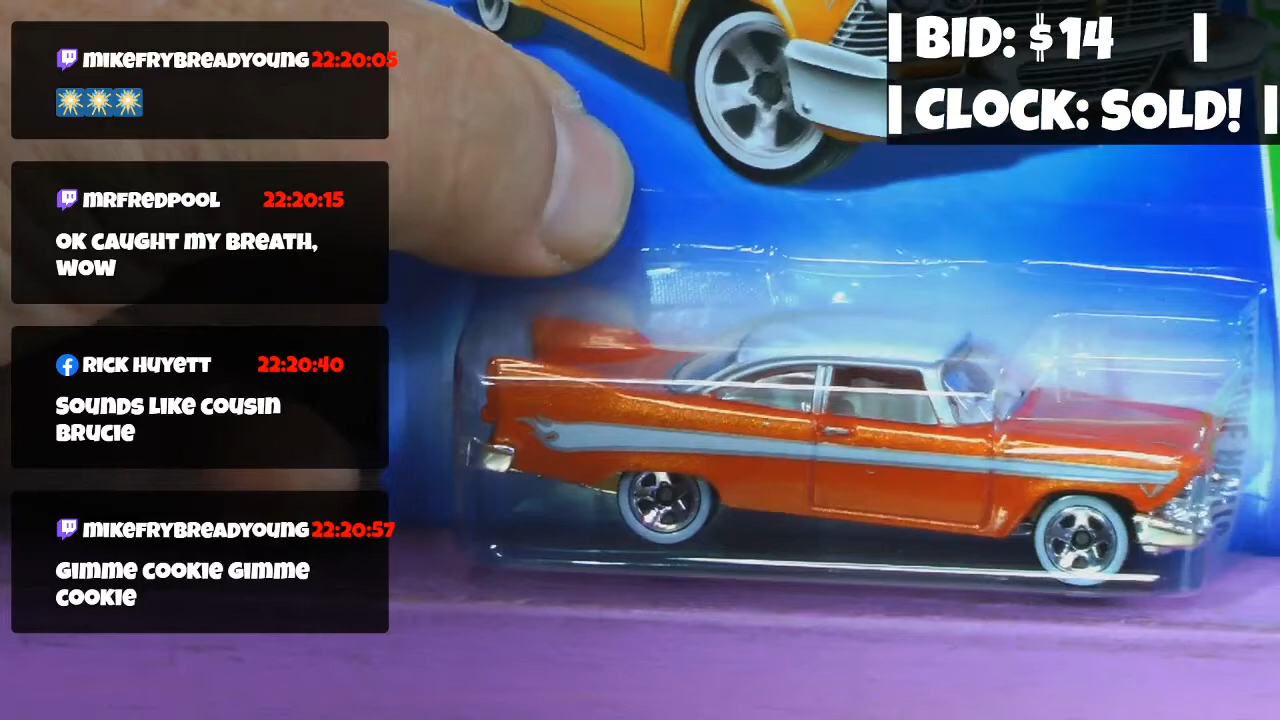 MIKEFRYBREADYOUNG 22:20:05
MRFREDPOOL 22:20:15
OK CAUGHT MY BREATH,
WOW
RICK HUYETT 22:20:40
SOUNDS LIKE COUSIN
BRUCIE
MIKEFRYBREADYOUNG 22:20:57
GIMME COOKIE GIMME
COOKIE
| BID: $14 |
| CLOCK: SOLD! |